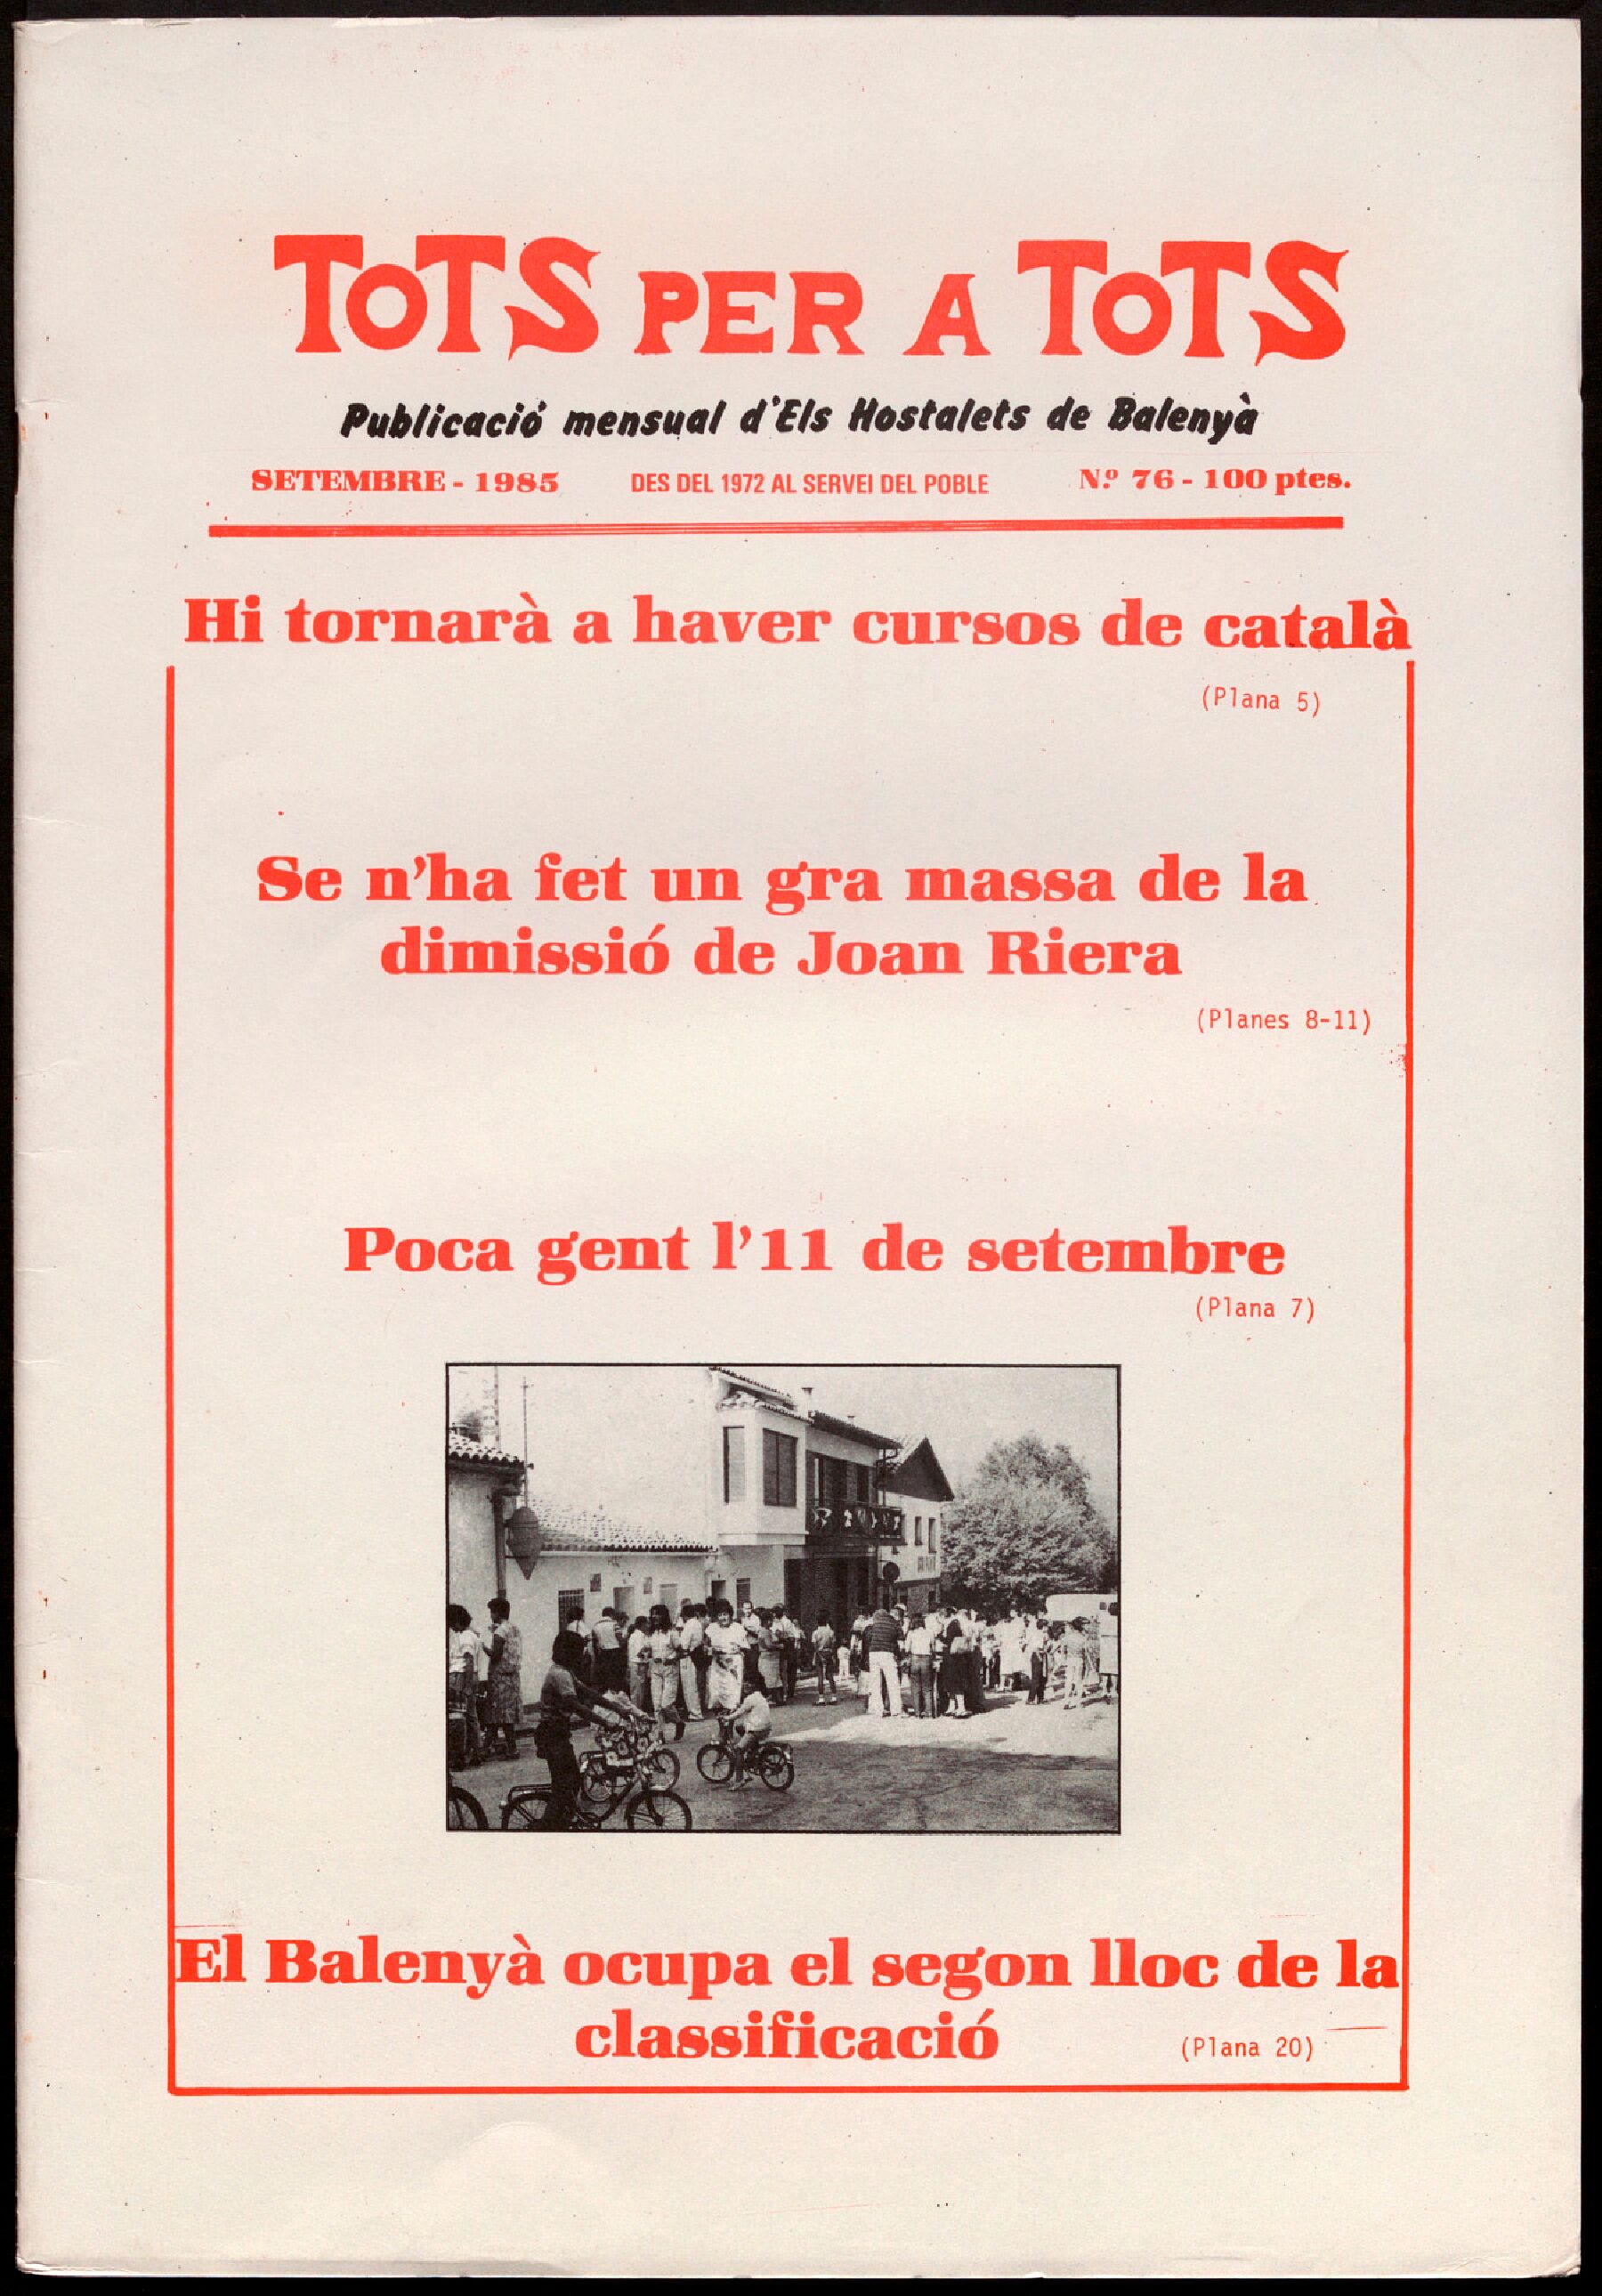 ToTS PER A ToTS
Publicació mensual d'Els Hostalets de Balenyà
SETEMBRE - 1985 DES DEL 1972 AL SERVEI DEL POBLE N.º 76 - 100 ptes.
Hi tornarà a haver cursos de català
(Plana 5)
Se n'ha fet un gra massa de la
dimissió de Joan Riera
(Planes 8-11)
Poca gent l'11 de setembre
(Plana 7)
El Balenyà ocupa el segon lloc de la
classificació (Plana 20)